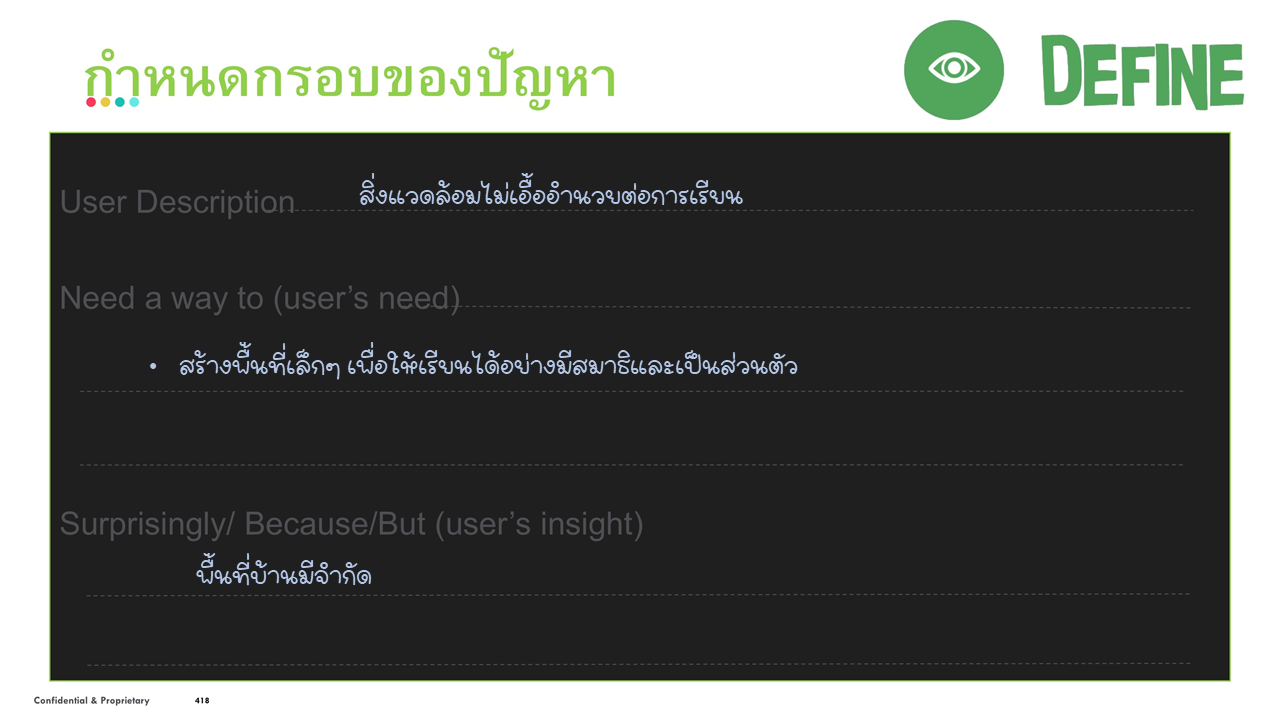 กำหนดกรอบของปัญหา
DEFINE
User Description
สิ่งแวดล้อมไม่เอื้ออำนวยต่อการเรียน
Need a way to (user’s need)
• สร้างพื้นที่เล็กๆ เพื่อให้เรียนได้อย่างมีสมาธิและเป็นส่วนตัว
Surprisingly/ Because/But (user’s insight)
พื้นที่บ้านมีจำกัด
Confidential & Proprietary 418